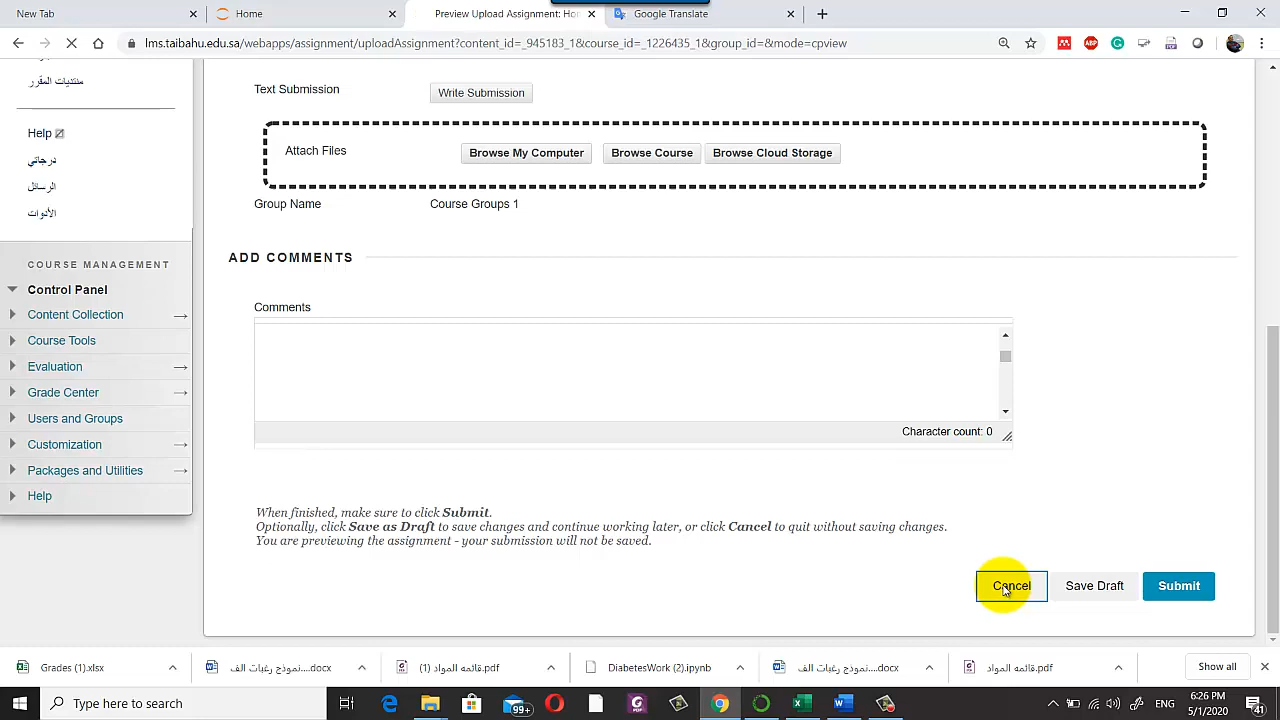 New Tab
Home
Preview Upload Assignment: Hom
Google Translate
lms.taibahu.edu.sa/webapps/assignment/uploadAssignment?content_id=_945183_1&course_id=_1226435_1&group_id=&mode=cpview
منتديات المقرر
Help
درجاتي
الرسائل
الأدوات
COURSE MANAGEMENT
Control Panel
Content Collection
Course Tools
Evaluation
Grade Center
Users and Groups
Customization
Packages and Utilities
Help
Text Submission
Write Submission
Attach Files
Browse My Computer
Browse Course
Browse Cloud Storage
Group Name
Course Groups 1
ADD COMMENTS
Comments
Character count: 0
When finished, make sure to click Submit.
Optionally, click Save as Draft to save changes and continue working later, or click Cancel to quit without saving changes.
You are previewing the assignment - your submission will not be saved.
Cancel
Save Draft
Submit
Grades (1).xlsx
نموذج رغبات الف....docx
قائمه المواد (1).pdf
DiabetesWork (2).ipynb
نموذج رغبات الف....docx
قائمه المواد.pdf
Show all
Type here to search
99+
ENG
6:26 PM
5/1/2020
41